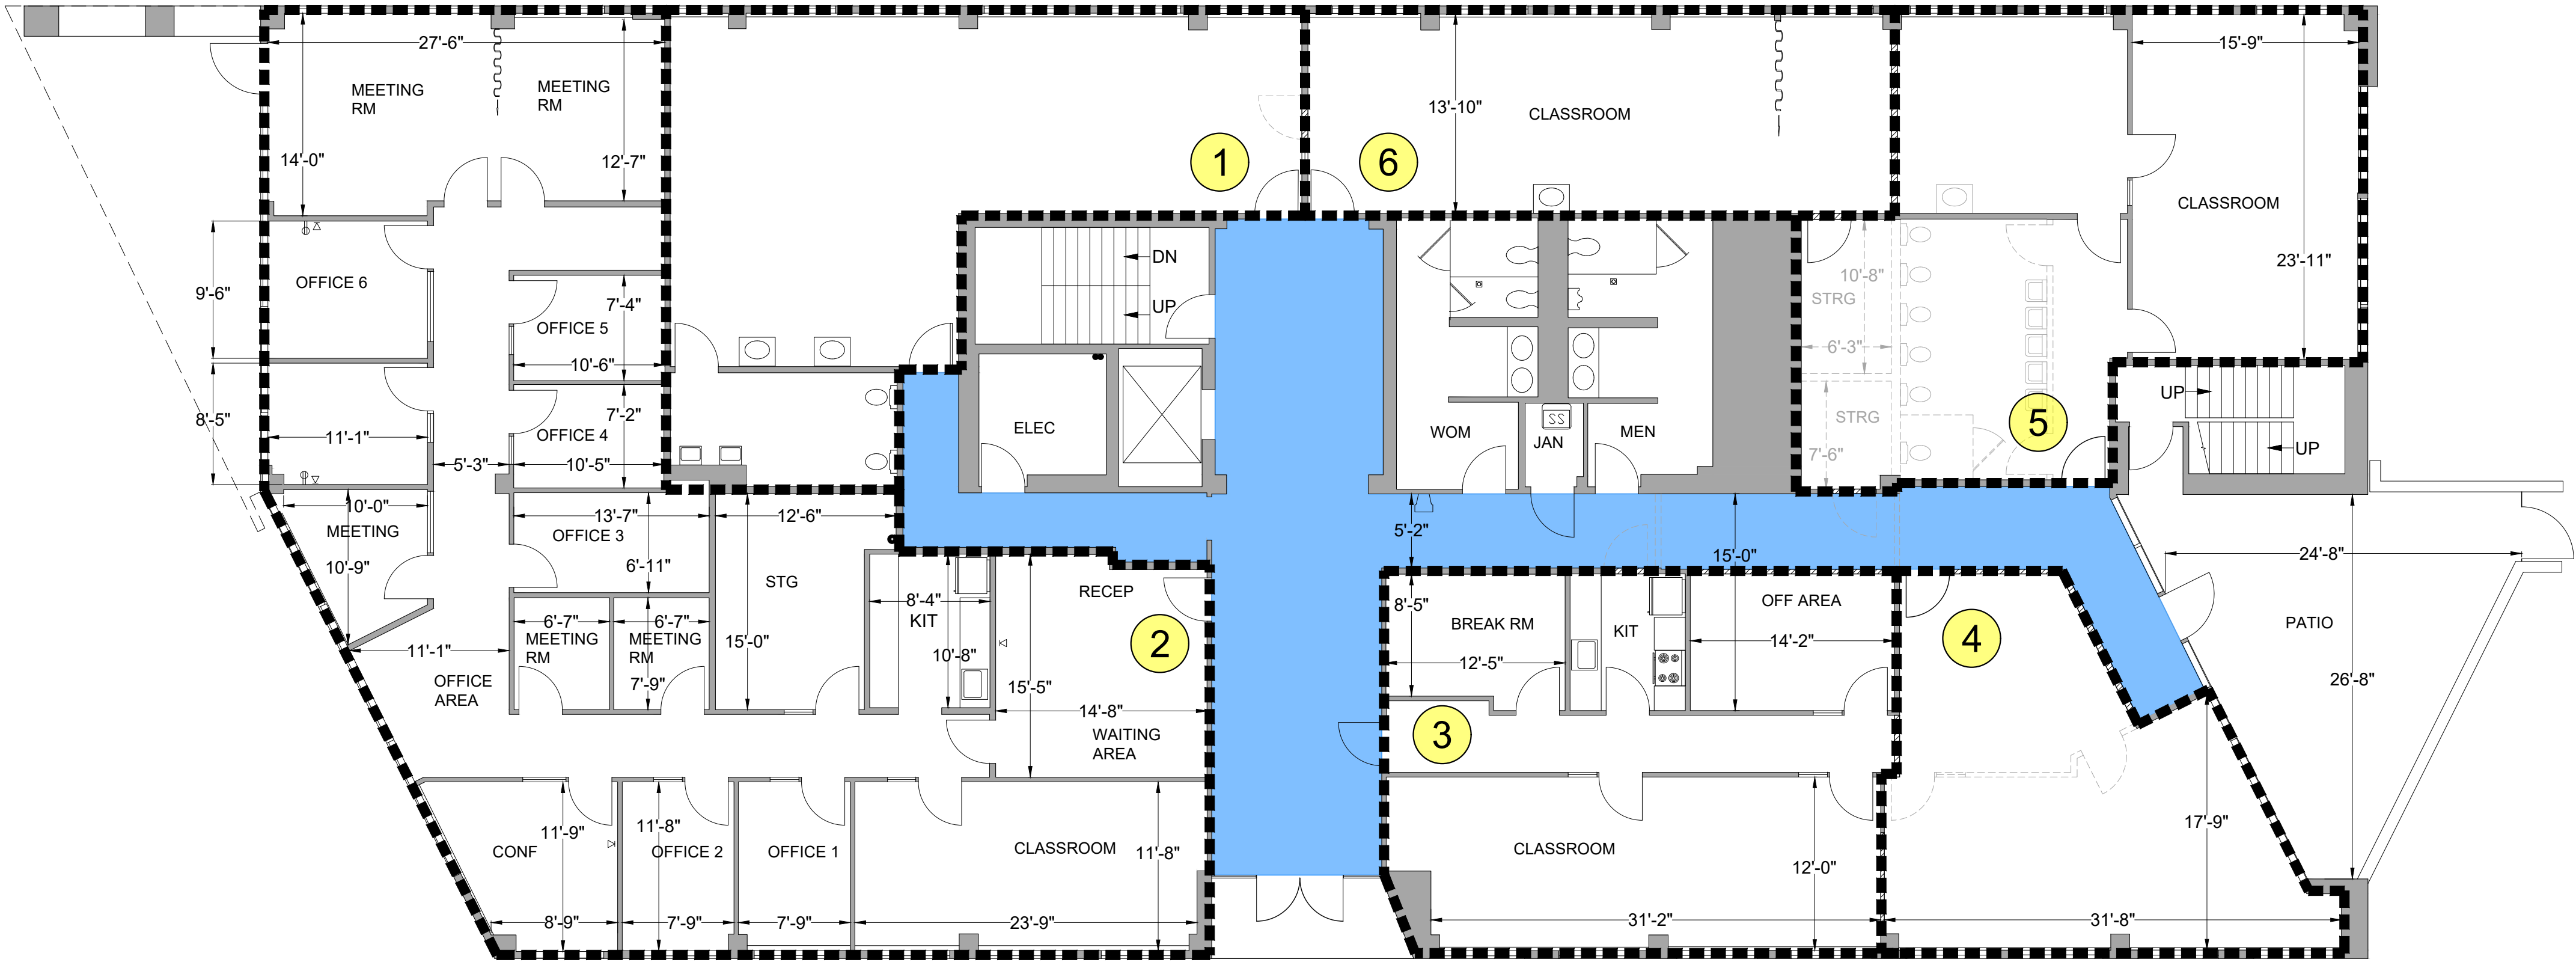 27'-6"
15'-9"
MEETING
RM
MEETING
RM
13'-10"
CLASSROOM
14'-0"
12'-7"
1
6
CLASSROOM
DN
UP
23'-11"
10'-8"
STRG
OFFICE 6
9'-6"
7'-4"
OFFICE 5
10'-6"
6'-3"
UP
UP
8'-5"
11'-1"
7'-2"
OFFICE 4
10'-5"
5'-3"
ELEC
WOM
JAN
SS
MEN
STRG
7'-6"
5
10'-0"
MEETING
10'-9"
13'-7"
OFFICE 3
6'-11"
12'-6"
STG
15'-0"
5'-2"
15'-0"
24'-8"
PATIO
26'-8"
8'-4"
KIT
10'-8"
RECEP
2
15'-5"
14'-8"
WAITING
AREA
6'-7"
MEETING
RM
6'-7"
MEETING
RM
7'-9"
11'-1"
OFFICE
AREA
8'-5"
BREAK RM
12'-5"
KIT
OFF AREA
14'-2"
4
3
CONF
11'-9"
8'-9"
11'-8"
OFFICE 2
7'-9"
OFFICE 1
7'-9"
CLASSROOM
11'-8"
23'-9"
CLASSROOM
12'-0"
31'-2"
17'-9"
31'-8"